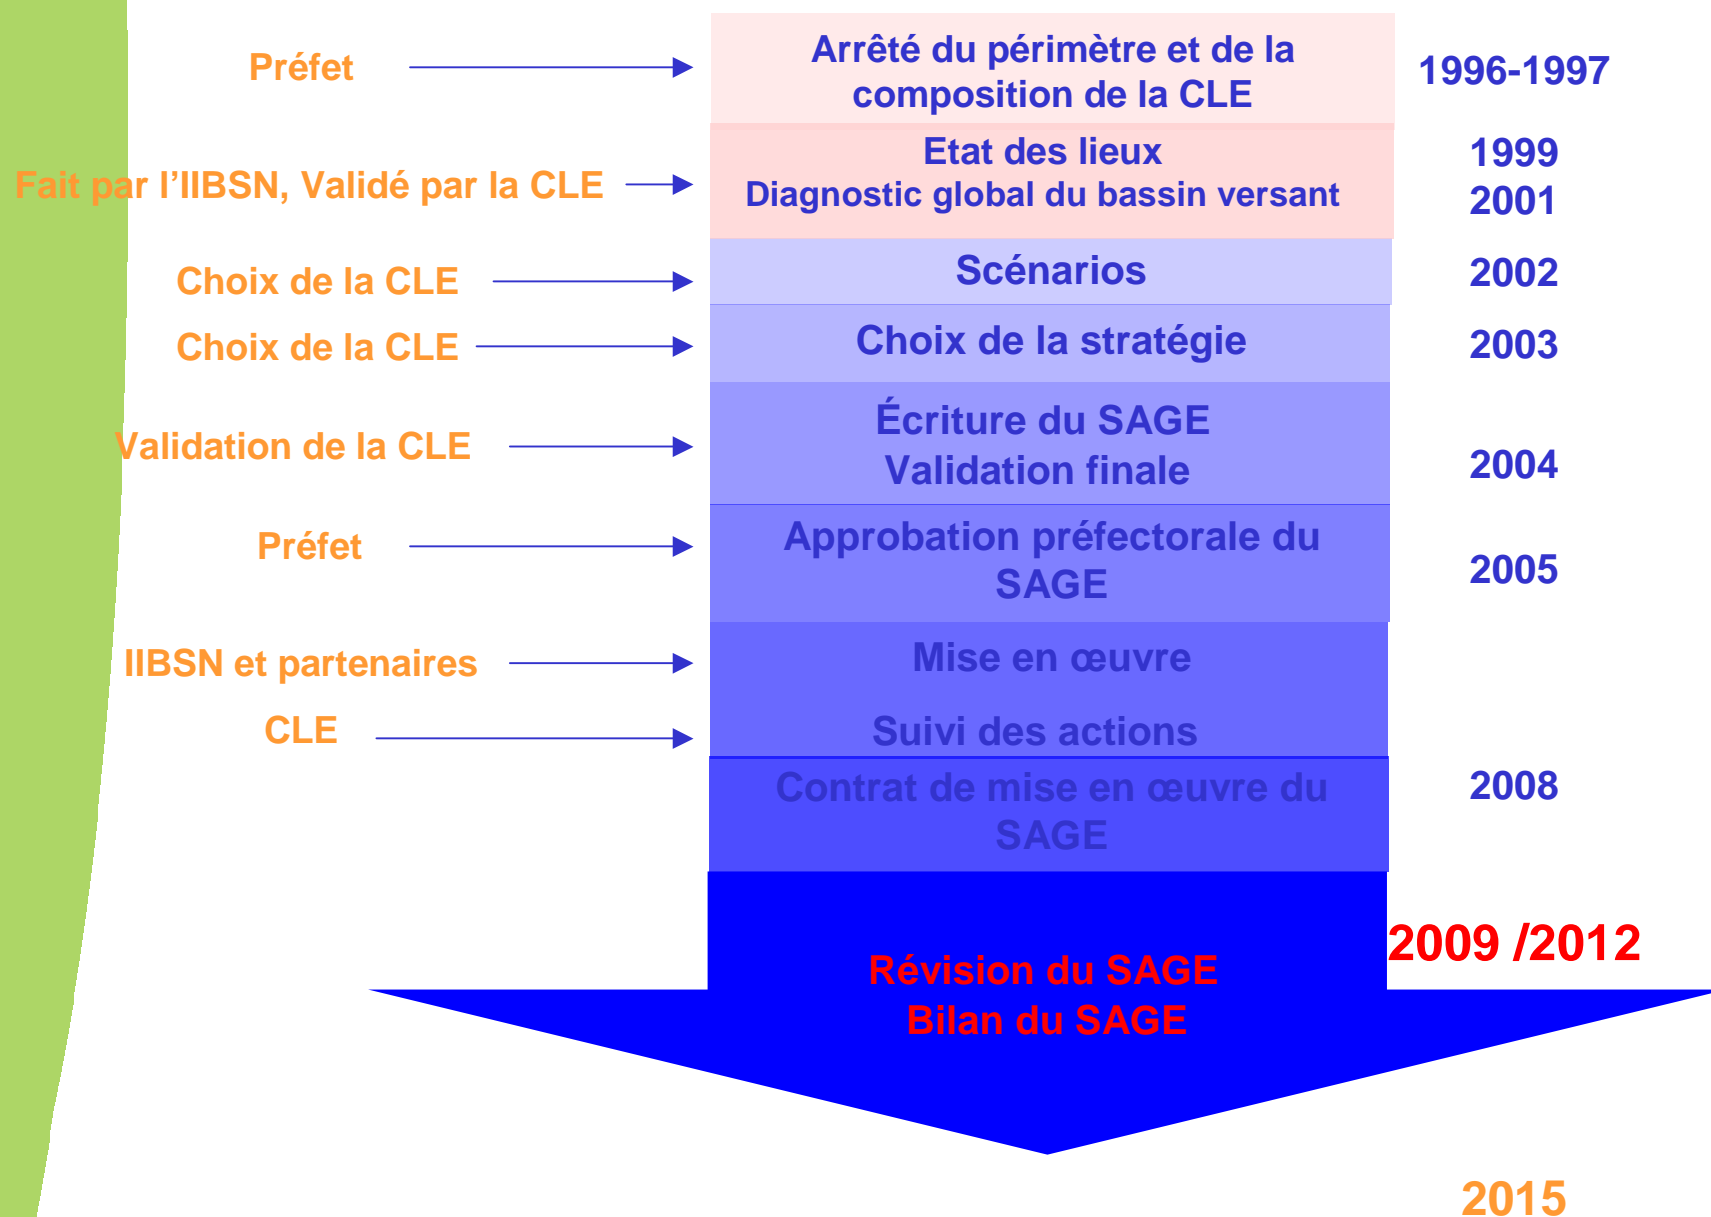 Préfet
Arrêté du périmètre et de la
composition de la CLE
1996-1997
Fait par l'IIBSN, Validé par la CLE
Etat des lieux
Diagnostic global du bassin versant
1999
2001
Choix de la CLE
Scénarios
2002
Choix de la CLE
Choix de la stratégie
2003
Validation de la CLE
Écriture du SAGE
Validation finale
2004
Préfet
Approbation préfectorale du
SAGE
2005
IIBSN et partenaires
Mise en œuvre
CLE
Suivi des actions
Contrat de mise en œuvre du
SAGE
2008
Révision du SAGE
Bilan du SAGE
2009 /2012
2015